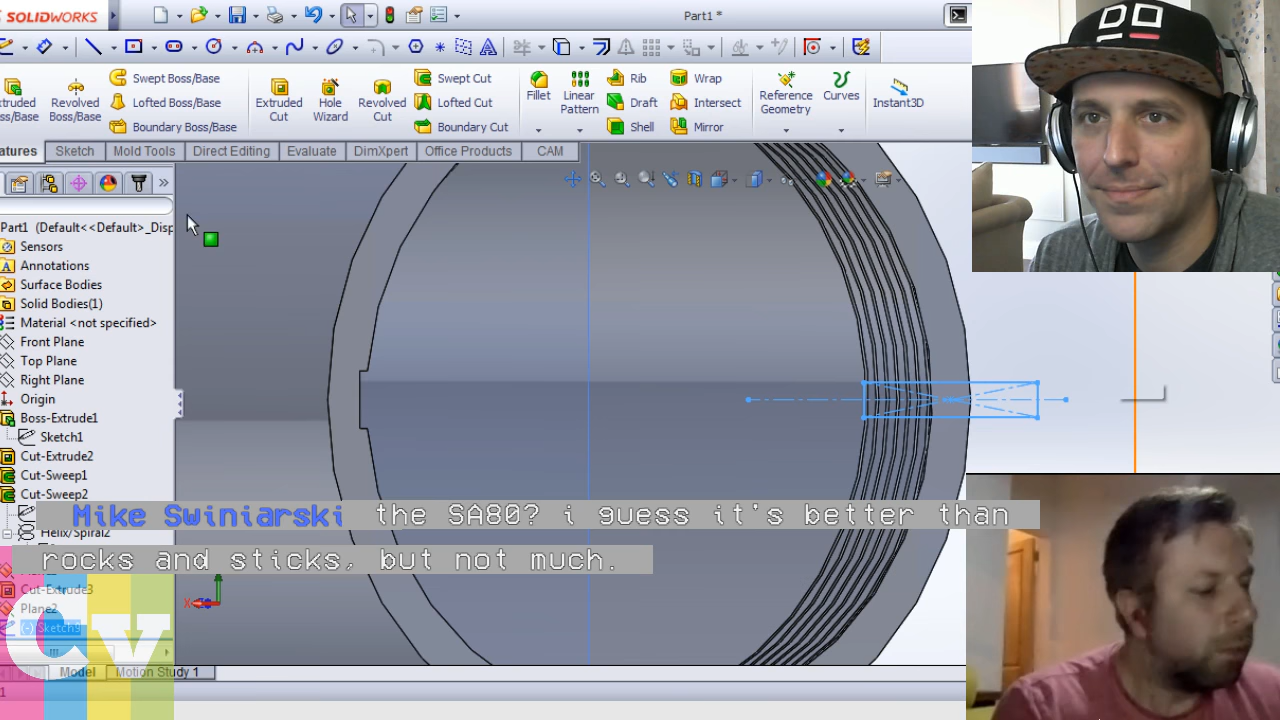 SOLIDWORKS
Part1 *
Extruded Boss/Base
Revolved Boss/Base
Swept Boss/Base
Lofted Boss/Base
Boundary Boss/Base
Extruded Cut
Hole Wizard
Revolved Cut
Swept Cut
Lofted Cut
Boundary Cut
Fillet
Linear Pattern
Rib
Draft
Shell
Wrap
Intersect
Mirror
Reference Geometry
Curves
Instant3D
atures
Sketch
Mold Tools
Direct Editing
Evaluate
DimXpert
Office Products
CAM
Part1 (Default<<Default>_Disp
Sensors
Annotations
Surface Bodies
Solid Bodies(1)
Material <not specified>
Front Plane
Top Plane
Right Plane
Origin
Boss-Extrude1
Sketch1
Cut-Extrude2
Cut-Sweep1
Cut-Sweep2
Mike Swiniarski the SA80? i guess it's better than
Helix/Spiral2
rocks and sticks, but not much.
Cut-Extrude3
Plane2
(-) Sketch9
CV
Model
Motion Study 1